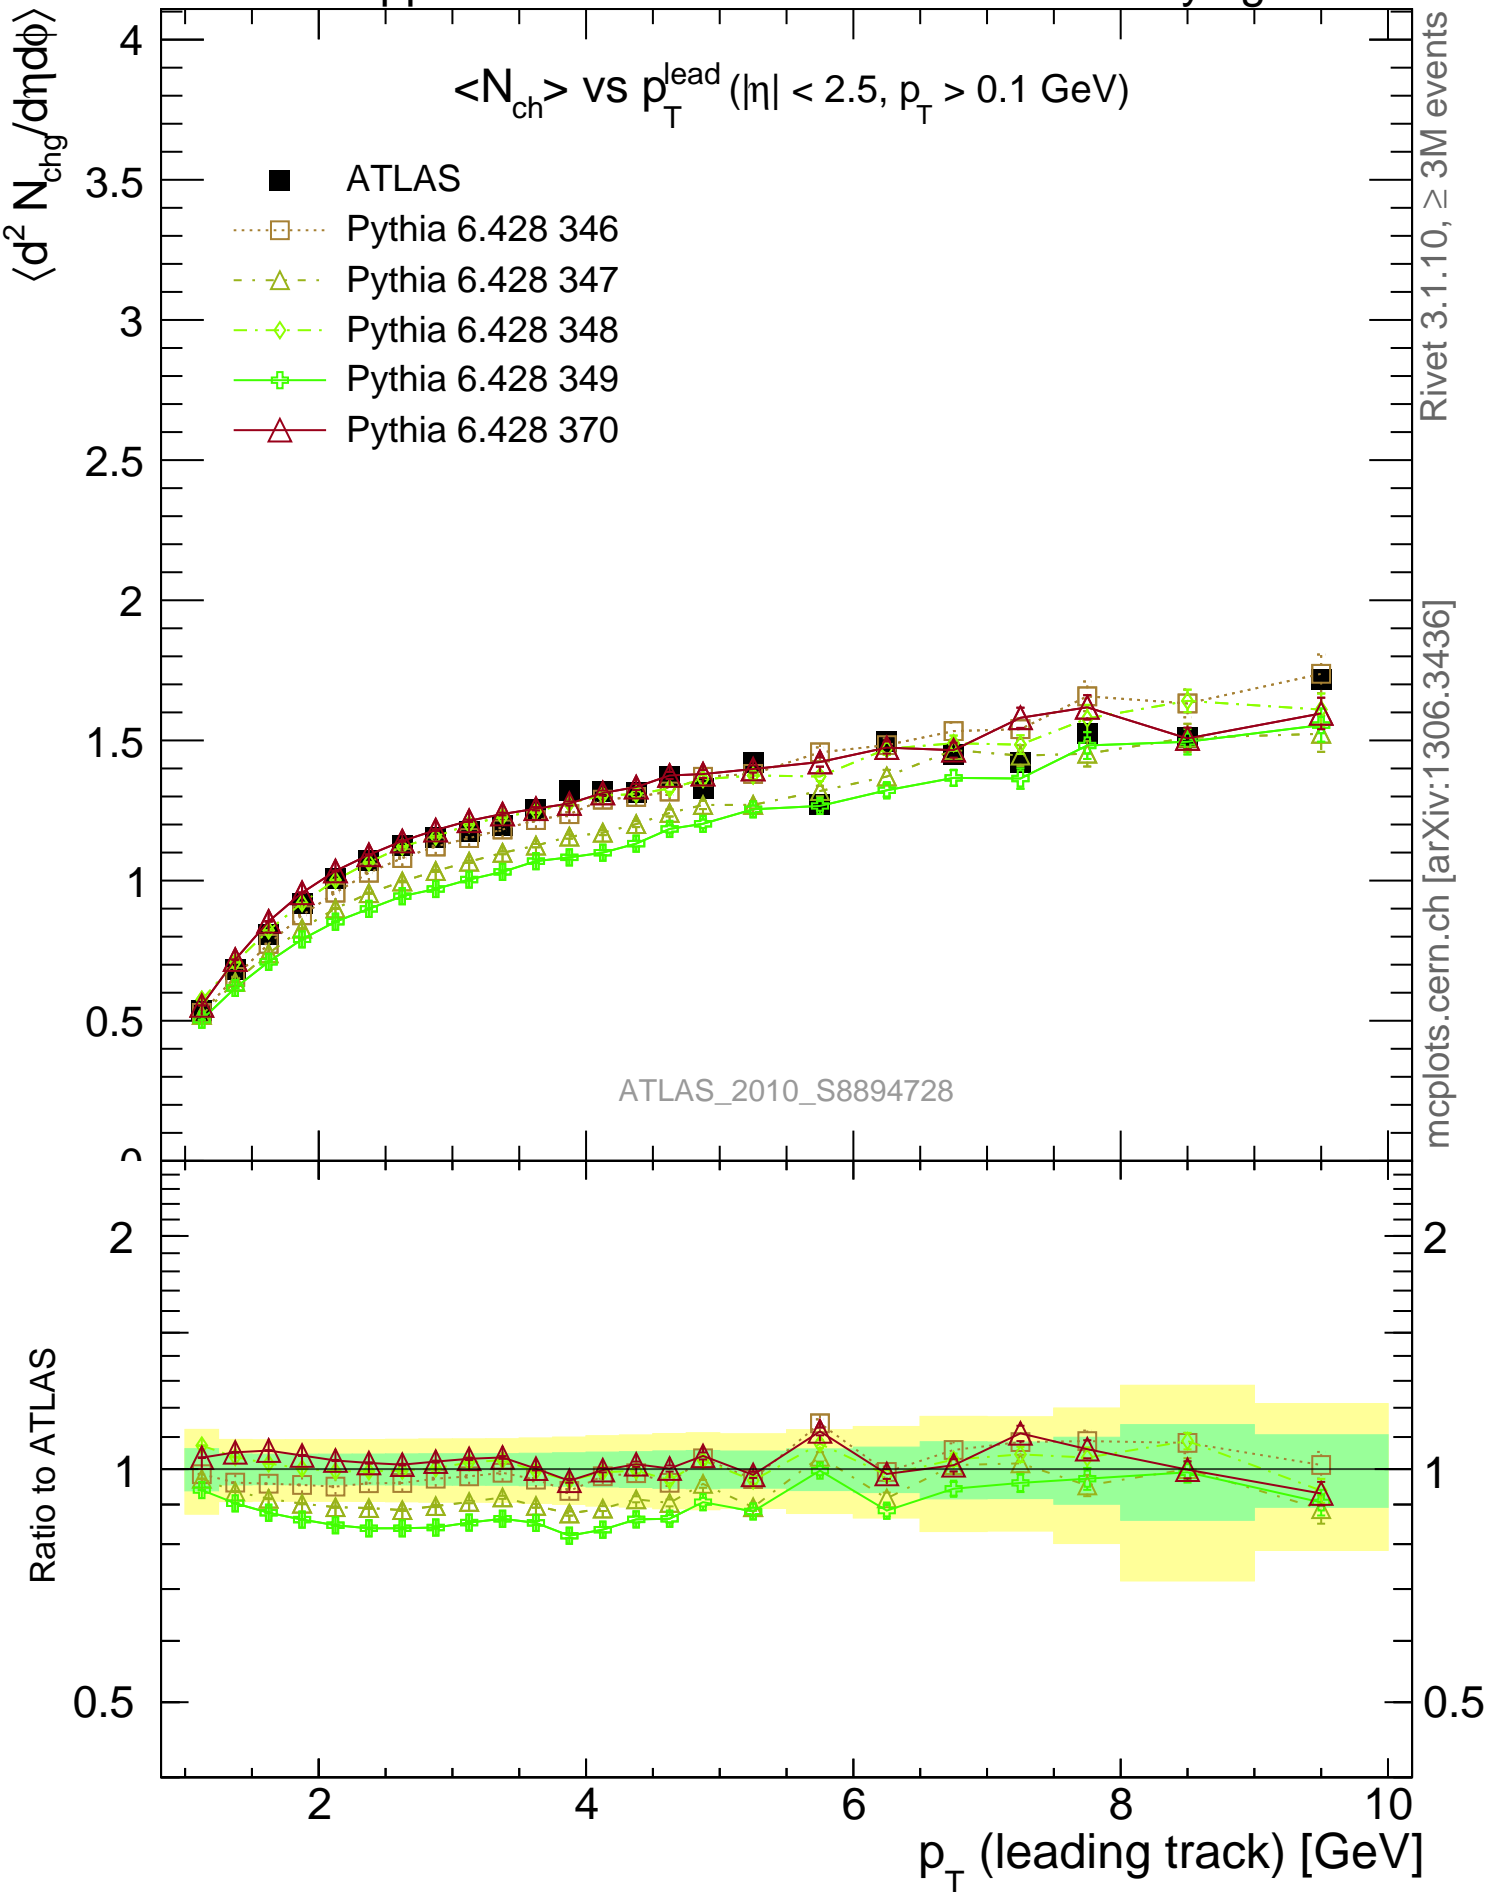 ⟨d² N_chg/dηdϕ⟩
<N_ch> vs p_T^lead (|η| < 2.5, p_T > 0.1 GeV)
ATLAS
Pythia 6.428 346
Pythia 6.428 347
Pythia 6.428 348
Pythia 6.428 349
Pythia 6.428 370
4
3.5
3
2.5
2
1.5
1
0.5
0
ATLAS_2010_S8894728
Rivet 3.1.10, ≥ 3M events
mcplots.cern.ch [arXiv:1306.3436]
Ratio to ATLAS
2
1
0.5
2
1
0.5
2 4 6 8 10
p_T (leading track) [GeV]